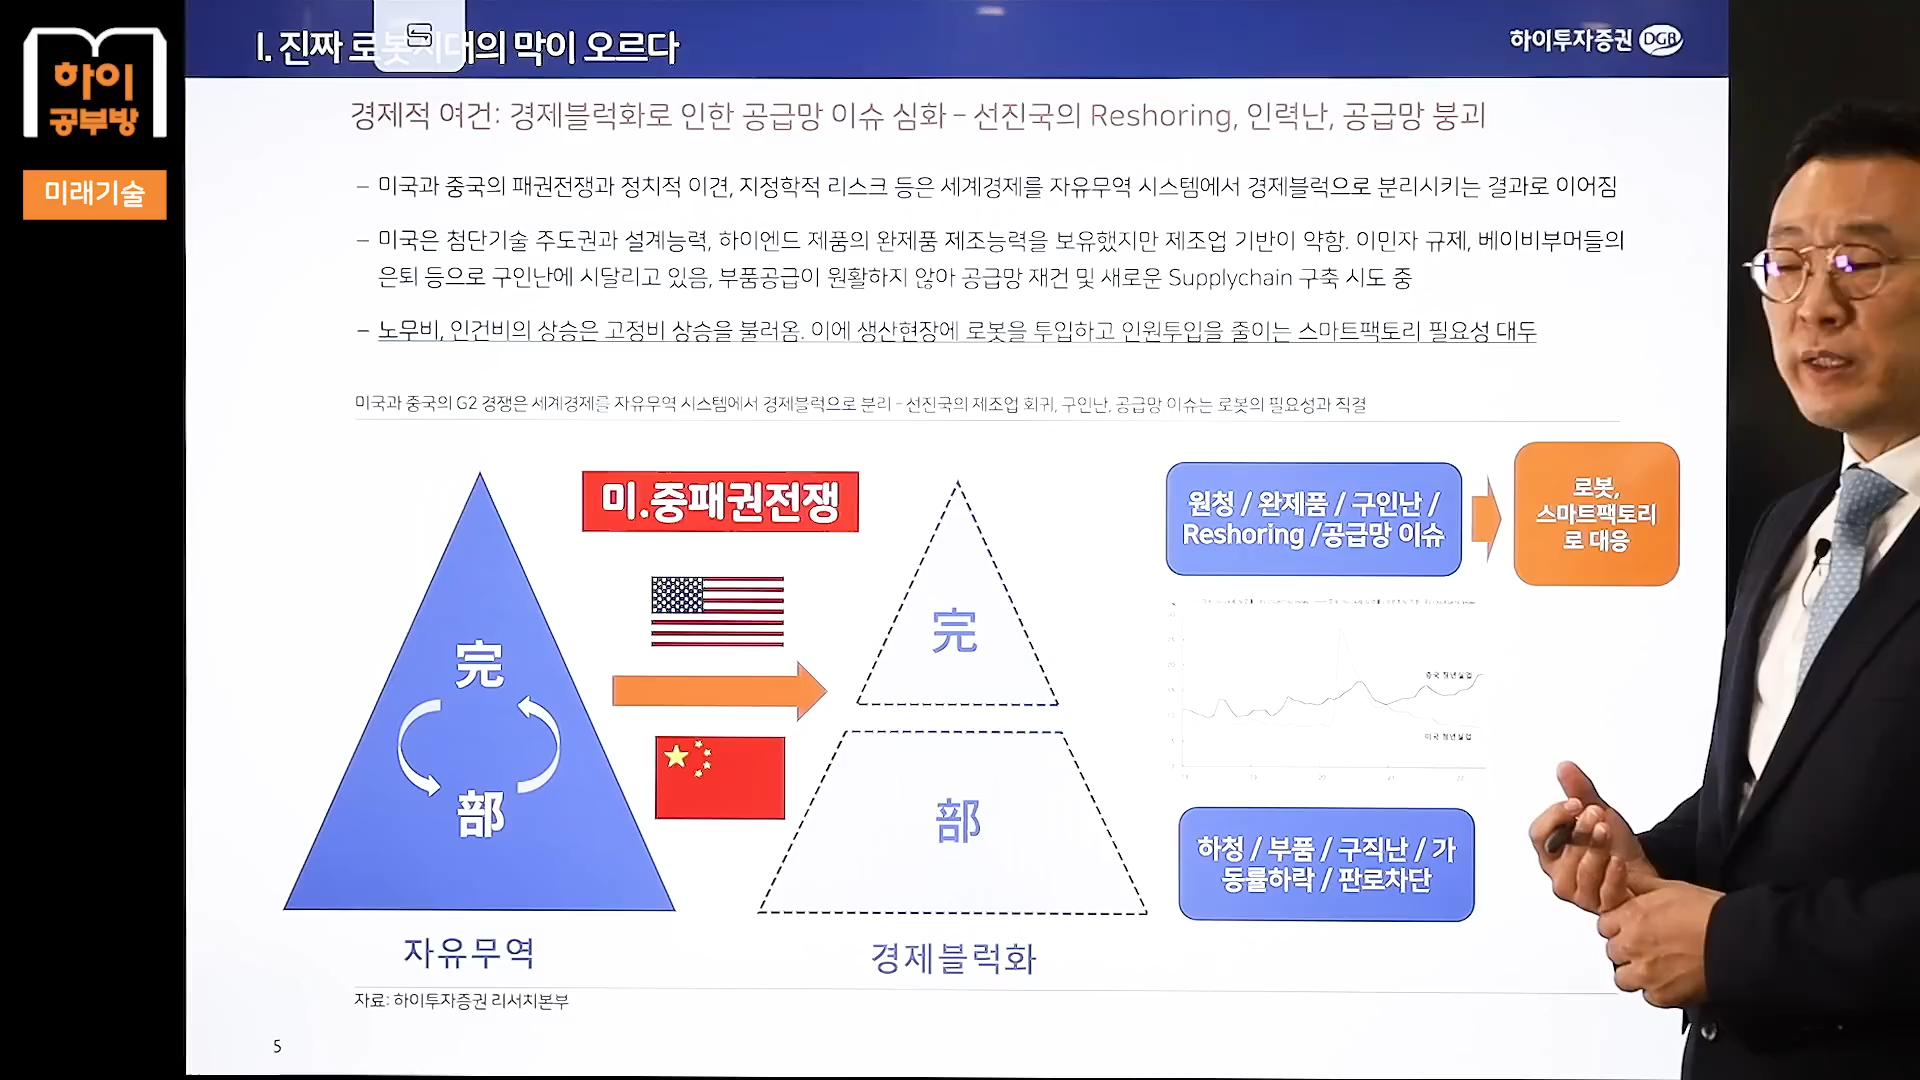 하이
공부방
미래기술
I. 진짜 로봇시대의 막이 오르다
하이투자증권 DGB
경제적 여건: 경제블럭화로 인한 공급망 이슈 심화 – 선진국의 Reshoring, 인력난, 공급망 붕괴
– 미국과 중국의 패권전쟁과 정치적 이견, 지정학적 리스크 등은 세계경제를 자유무역 시스템에서 경제블럭으로 분리시키는 결과로 이어짐
– 미국은 첨단기술 주도권과 설계능력, 하이엔드 제품의 완제품 제조능력을 보유했지만 제조업 기반이 약함. 이민자 규제, 베이비부머들의
은퇴 등으로 구인난에 시달리고 있음, 부품공급이 원활하지 않아 공급망 재건 및 새로운 Supplychain 구축 시도 중
– 노무비, 인건비의 상승은 고정비 상승을 불러옴. 이에 생산현장에 로봇을 투입하고 인원투입을 줄이는 스마트팩토리 필요성 대두
미국과 중국의 G2 경쟁은 세계경제를 자유무역 시스템에서 경제블럭으로 분리 – 선진국의 제조업 회귀, 구인난, 공급망 이슈는 로봇의 필요성과 직결
미.중패권전쟁
完
部
자유무역
完
部
경제블럭화
원청 / 완제품 / 구인난 /
Reshoring /공급망 이슈
로봇,
스마트팩토리
로 대응
중국 청년실업
미국 청년실업
하청 / 부품 / 구직난 / 가
동률하락 / 판로차단
자료: 하이투자증권 리서치본부
5